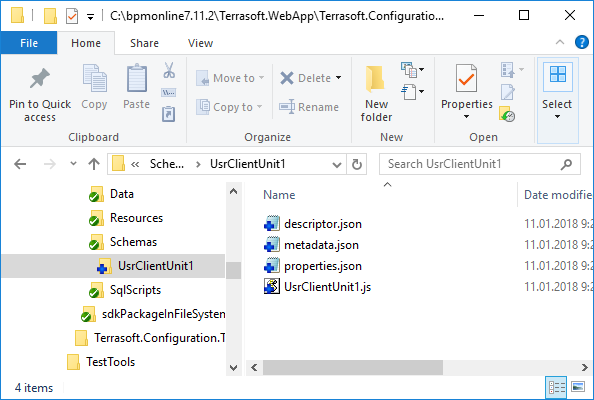 C:\bpmonline7.11.2\Terrasoft.WebApp\Terrasoft.Configuratio...
File Home Share View
Pin to Quick access
Copy
Paste
Clipboard
Move to
Copy to
Delete
Rename
Organize
New folder
New
Properties
Open
Select
Sche... UsrClientUnit1
Search UsrClientUnit1
Data
Resources
Schemas
UsrClientUnit1
SqlScripts
sdkPackageInFileSystem
Terrasoft.Configuration.T
TestTools
Name Date modifie
descriptor.json 11.01.2018 9:2
metadata.json 11.01.2018 9:2
properties.json 11.01.2018 9:2
UsrClientUnit1.js 11.01.2018 9:2
4 items